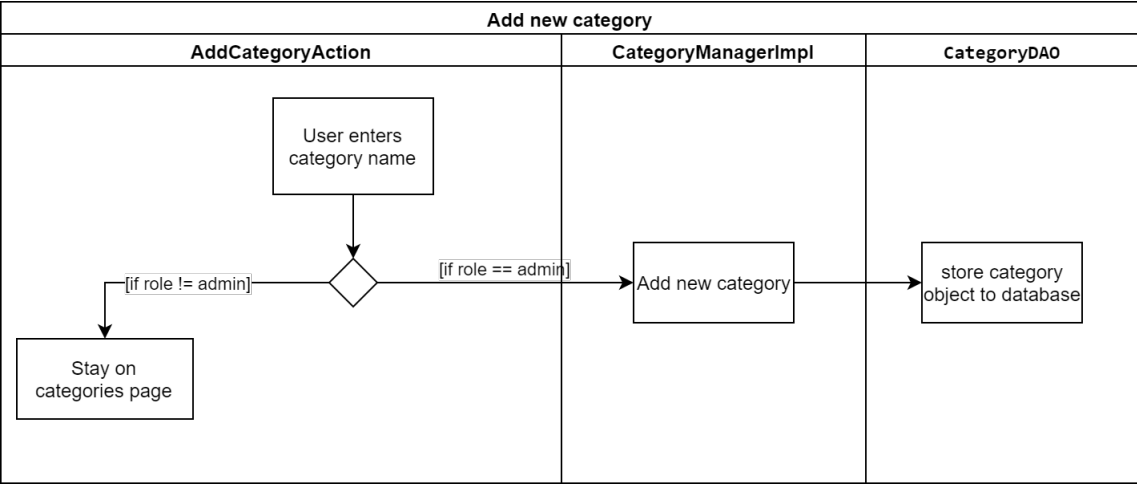 Add new category
AddCategoryAction
CategoryManagerImpl
CategoryDAO
User enters
category name
[if role != admin]
[if role == admin]
Add new category
store category
object to database
Stay on
categories page